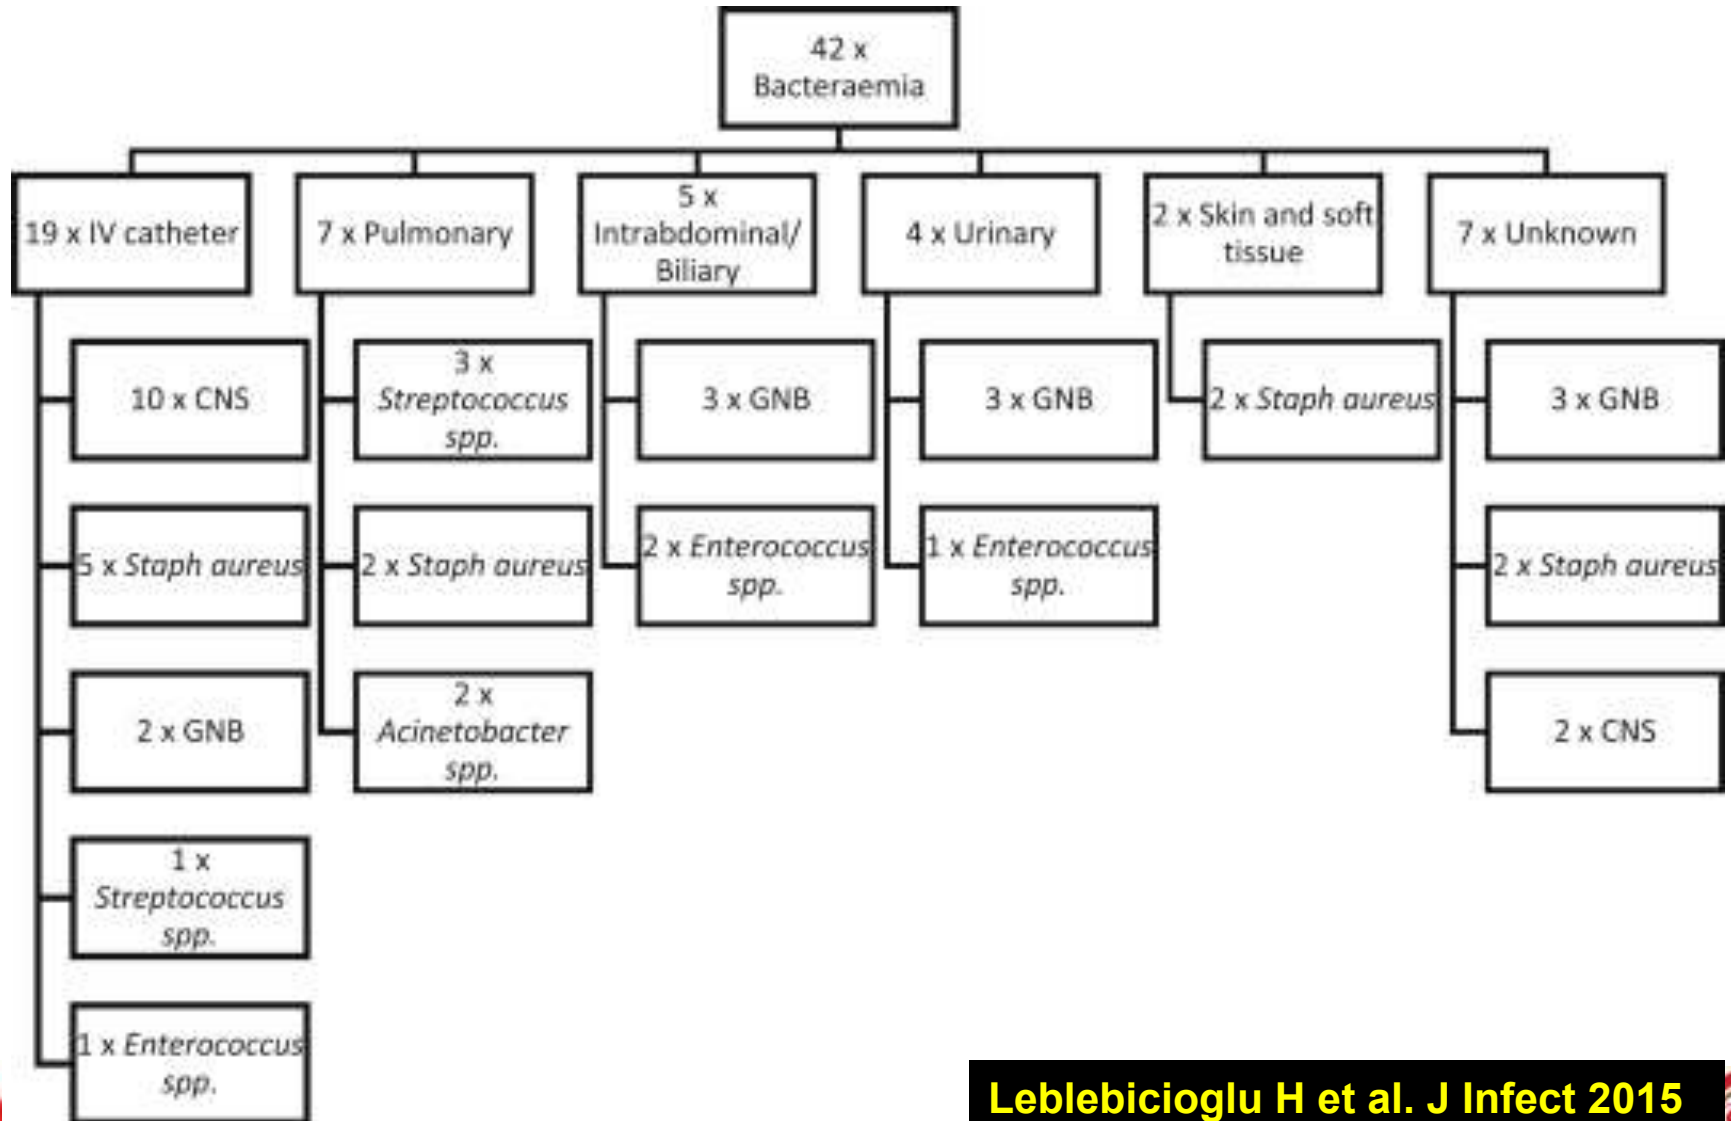 42 x
Bacteraemia
19 x IV catheter
7 x Pulmonary
5 x
Intrabdominal/
Biliary
4 x Urinary
2 x Skin and soft
tissue
7 x Unknown
10 x CNS
5 x Staph aureus
2 x GNB
1 x
Streptococcus
spp.
1 x Enterococcus
spp.
3 x
Streptococcus
spp.
2 x Staph aureus
2 x
Acinetobacter
spp.
3 x GNB
2 x Enterococcus
spp.
3 x GNB
1 x Enterococcus
spp.
2 x Staph aureus
3 x GNB
2 x Staph aureus
2 x CNS
Leblebicioglu H et al. J Infect 2015